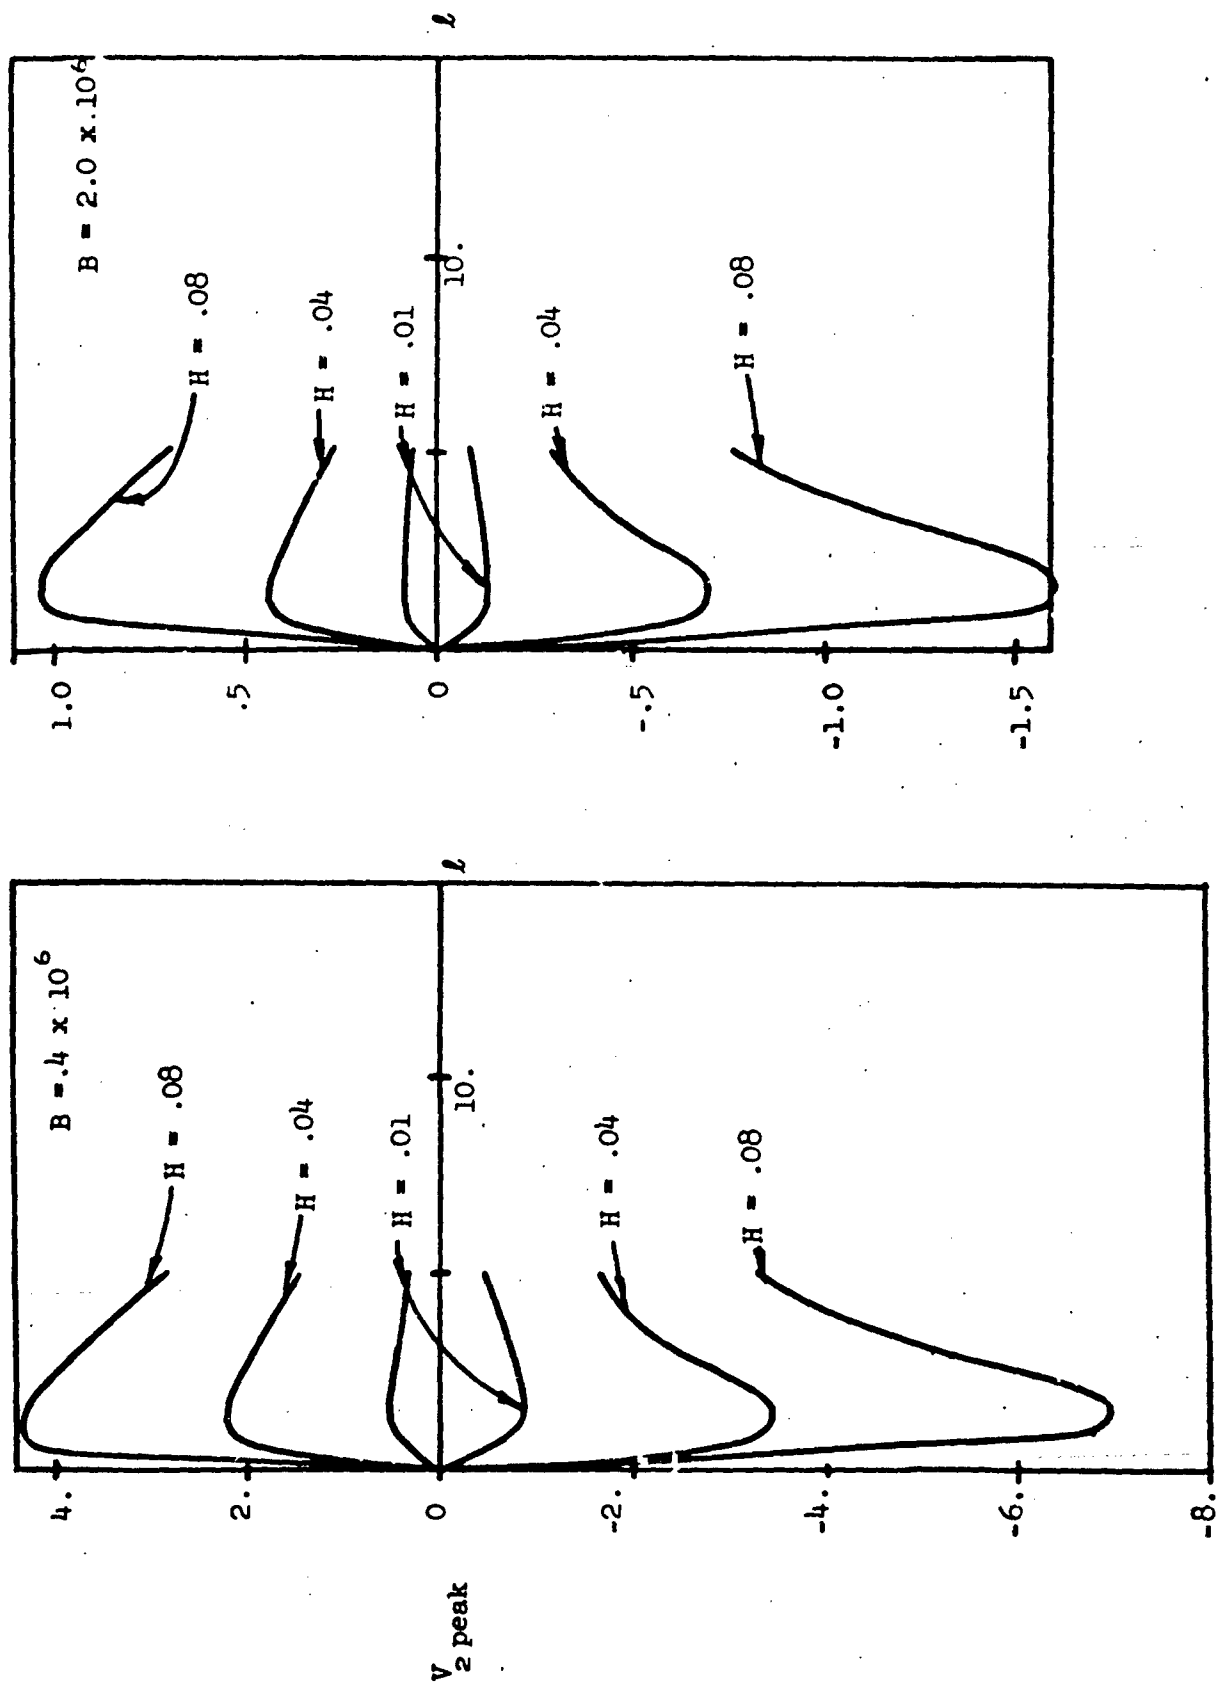 B = .4 x 10⁶
H = .08
H = .04
H = .01
H = .04
H = .08
4.
2.
0
-2.
-4.
-6.
-8.
10.
ℓ
V₂ peak
B = 2.0 x 10⁶
H = .08
H = .04
H = .01
H = .04
H = .08
1.0
.5
0
-.5
-1.0
-1.5
10.
ℓ